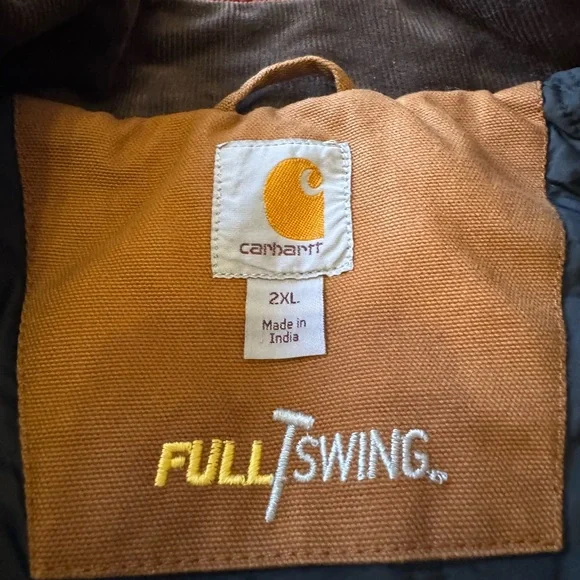 carhartt
2XL
Made in
India
FULL SWING